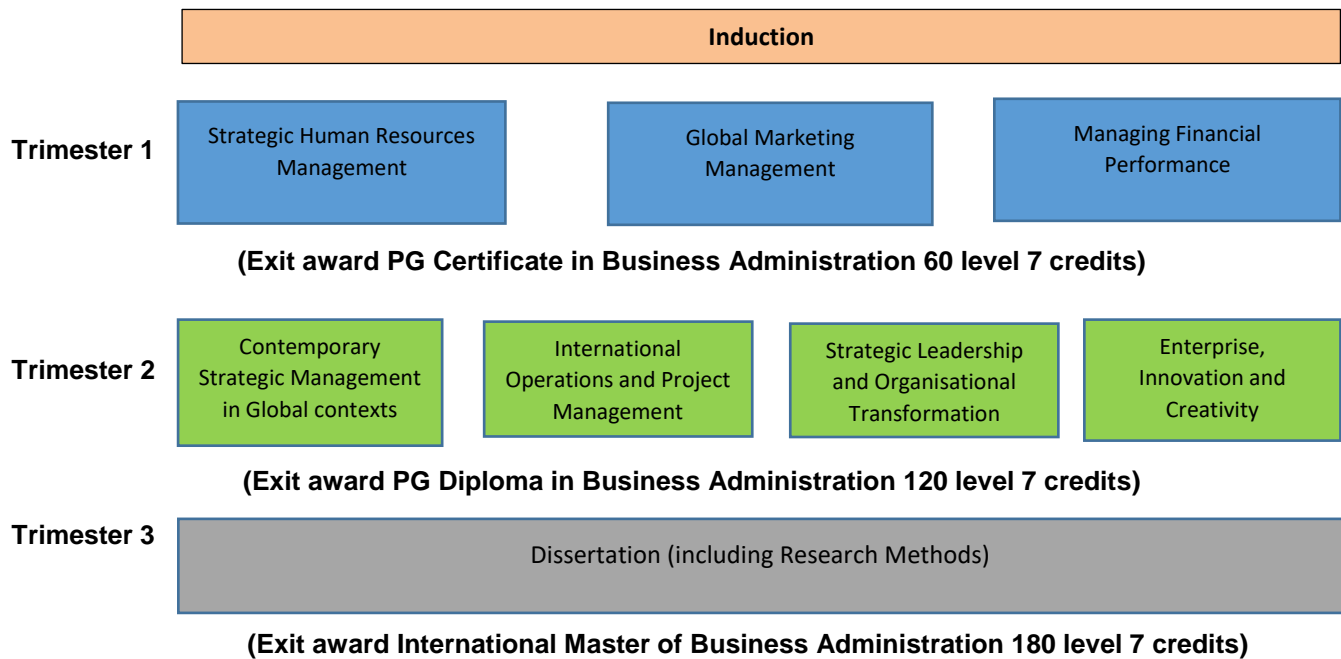 Induction
Trimester 1
Strategic Human Resources
Management
Global Marketing
Management
Managing Financial
Performance
(Exit award PG Certificate in Business Administration 60 level 7 credits)
Trimester 2
Contemporary
Strategic Management
in Global contexts
International
Operations and Project
Management
Strategic Leadership
and Organisational
Transformation
Enterprise,
Innovation and
Creativity
(Exit award PG Diploma in Business Administration 120 level 7 credits)
Trimester 3
Dissertation (including Research Methods)
(Exit award International Master of Business Administration 180 level 7 credits)